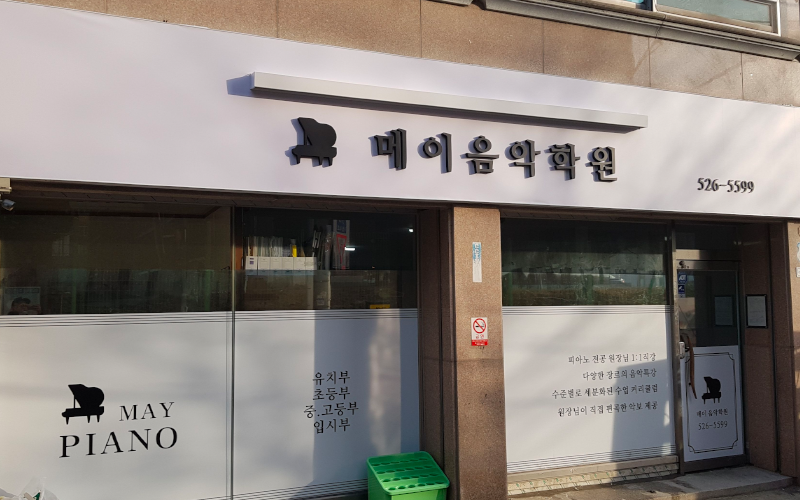 메이음악학원
526-5599
MAY
PIANO
유치부
초등부
중.고등부
입시부
피아노 전공 원장님 1:1직강
다양한 장르의 음악특강
수준별로 세분화된 수업 커리큘럼
원장님이 직접 편곡한 악보 제공
메이음악학원
526-5599